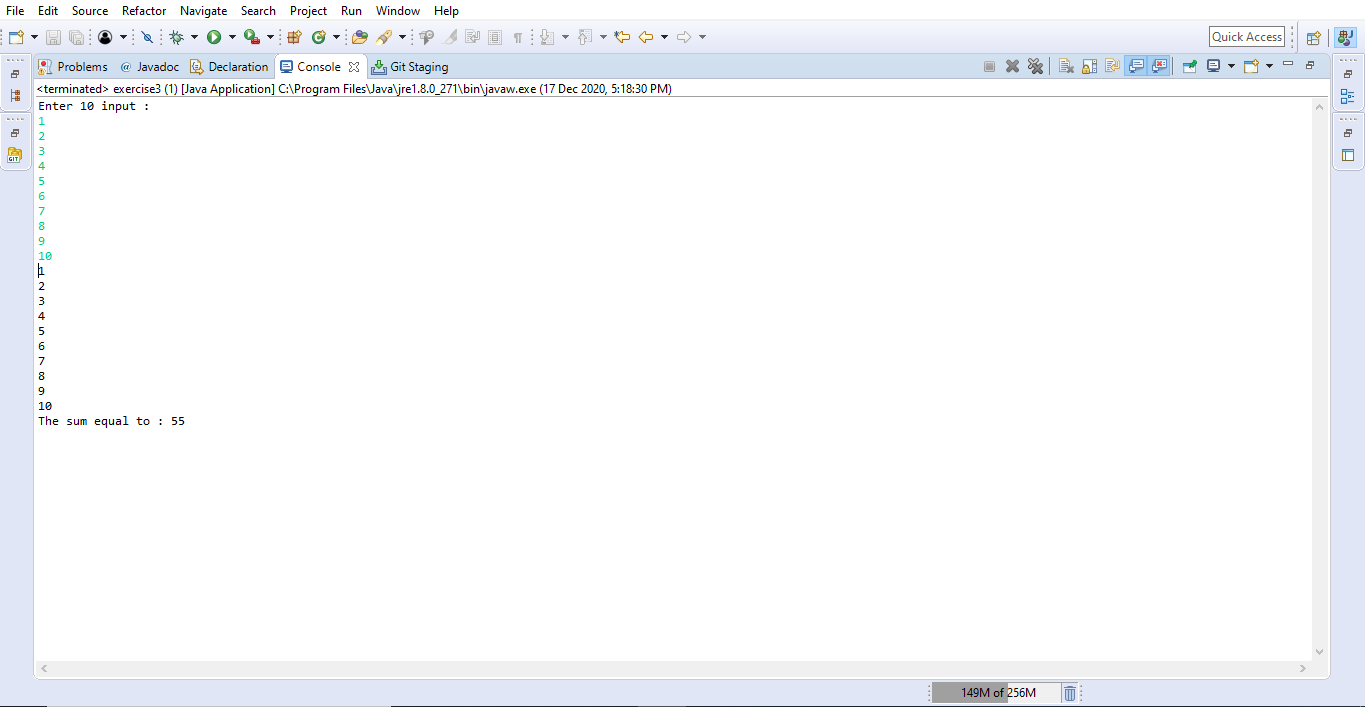 File Edit Source Refactor Navigate Search Project Run Window Help
Quick Access
Problems @ Javadoc Declaration Console Git Staging
<terminated> exercise3 (1) [Java Application] C:\Program Files\Java\jre1.8.0_271\bin\javaw.exe (17 Dec 2020, 5:18:30 PM)
Enter 10 input :
1
2
3
4
5
6
7
8
9
10
1
2
3
4
5
6
7
8
9
10
The sum equal to : 55
GIT
149M of 256M